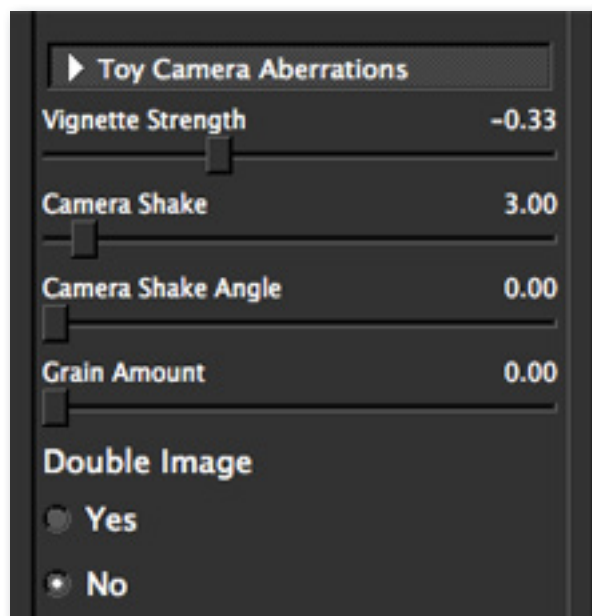 Toy Camera Aberrations
Vignette Strength -0.33
Camera Shake 3.00
Camera Shake Angle 0.00
Grain Amount 0.00
Double Image
Yes
No